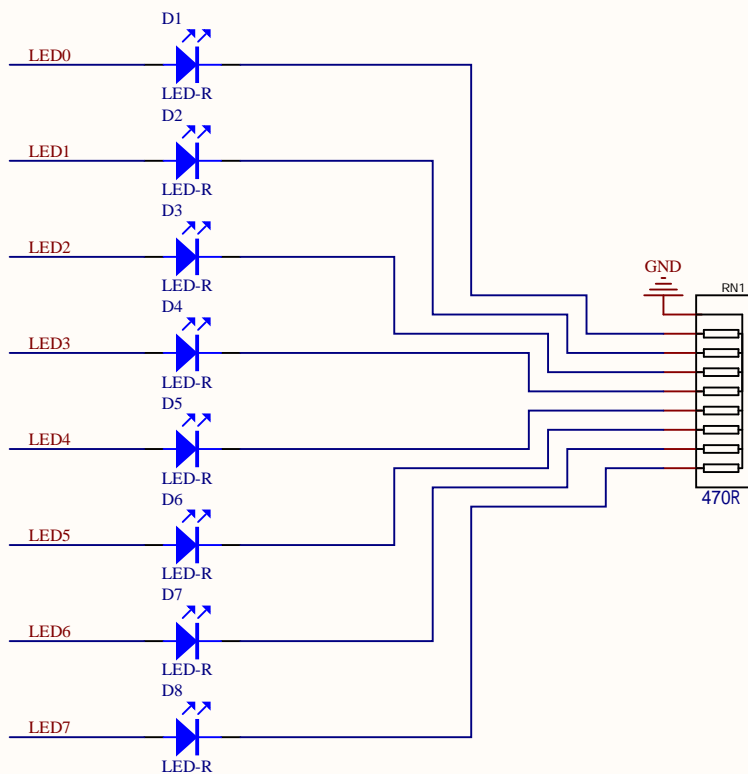 D1
LED0
LED-R
D2
LED1
LED-R
D3
LED2
LED-R
D4
LED3
LED-R
D5
LED4
LED-R
D6
LED5
LED-R
D7
LED6
LED-R
D8
LED7
LED-R
GND
RN1
470R